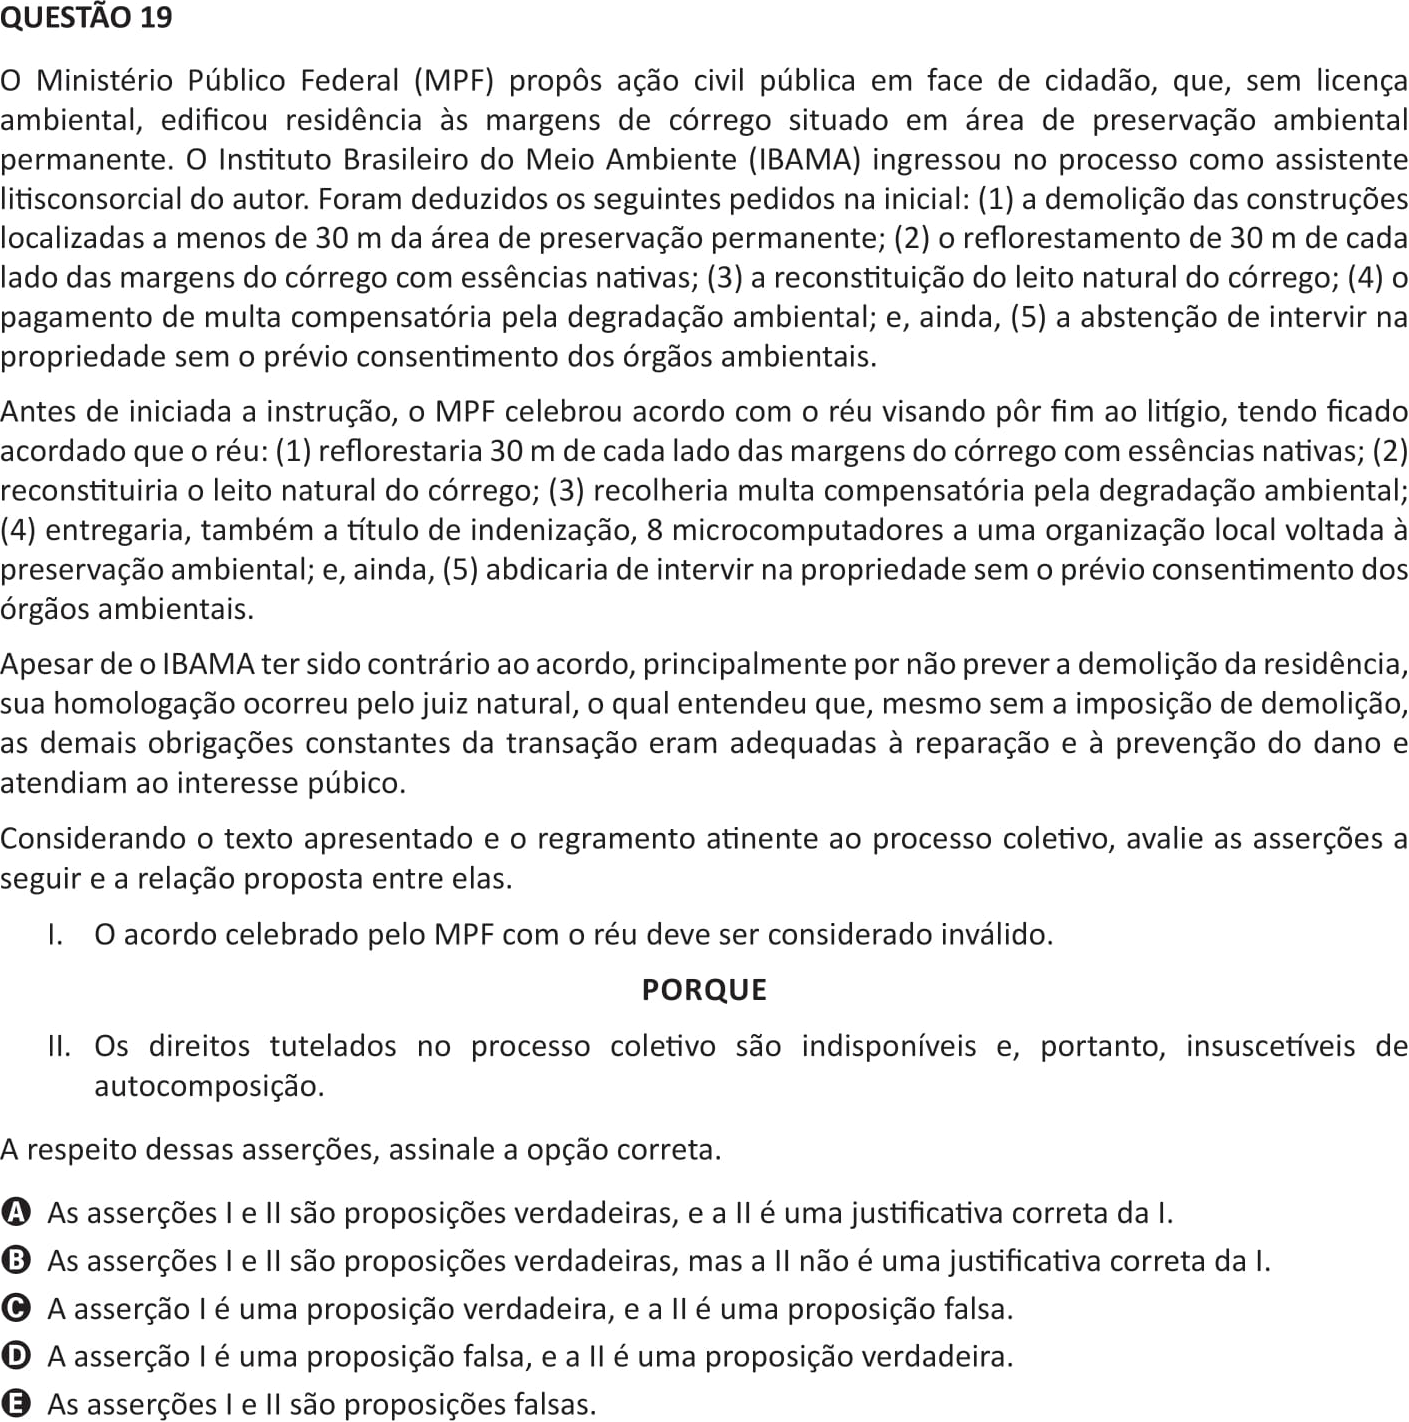 QUESTÃO 19
O Ministério Público Federal (MPF) propôs ação civil pública em face de cidadão, que, sem licença
ambiental, edificou residência às margens de córrego situado em área de preservação ambiental
permanente. O Instituto Brasileiro do Meio Ambiente (IBAMA) ingressou no processo como assistente
litisconsorcial do autor. Foram deduzidos os seguintes pedidos na inicial: (1) a demolição das construções
localizadas a menos de 30 m da área de preservação permanente; (2) o reflorestamento de 30 m de cada
lado das margens do córrego com essências nativas; (3) a reconstituição do leito natural do córrego; (4) o
pagamento de multa compensatória pela degradação ambiental; e, ainda, (5) a abstenção de intervir na
propriedade sem o prévio consentimento dos órgãos ambientais.
Antes de iniciada a instrução, o MPF celebrou acordo com o réu visando pôr fim ao litígio, tendo ficado
acordado que o réu: (1) reflorestaria 30 m de cada lado das margens do córrego com essências nativas; (2)
reconstituiria o leito natural do córrego; (3) recolheria multa compensatória pela degradação ambiental;
(4) entregaria, também a título de indenização, 8 microcomputadores a uma organização local voltada à
preservação ambiental; e, ainda, (5) abdicaria de intervir na propriedade sem o prévio consentimento dos
órgãos ambientais.
Apesar de o IBAMA ter sido contrário ao acordo, principalmente por não prever a demolição da residência,
sua homologação ocorreu pelo juiz natural, o qual entendeu que, mesmo sem a imposição de demolição,
as demais obrigações constantes da transação eram adequadas à reparação e à prevenção do dano e
atendiam ao interesse púbico.
Considerando o texto apresentado e o regramento atinente ao processo coletivo, avalie as asserções a
seguir e a relação proposta entre elas.
I. O acordo celebrado pelo MPF com o réu deve ser considerado inválido.
PORQUE
II. Os direitos tutelados no processo coletivo são indisponíveis e, portanto, insuscetíveis de
autocomposição.
A respeito dessas asserções, assinale a opção correta.
A As asserções I e II são proposições verdadeiras, e a II é uma justificativa correta da I.
B As asserções I e II são proposições verdadeiras, mas a II não é uma justificativa correta da I.
C A asserção I é uma proposição verdadeira, e a II é uma proposição falsa.
D A asserção I é uma proposição falsa, e a II é uma proposição verdadeira.
E As asserções I e II são proposições falsas.